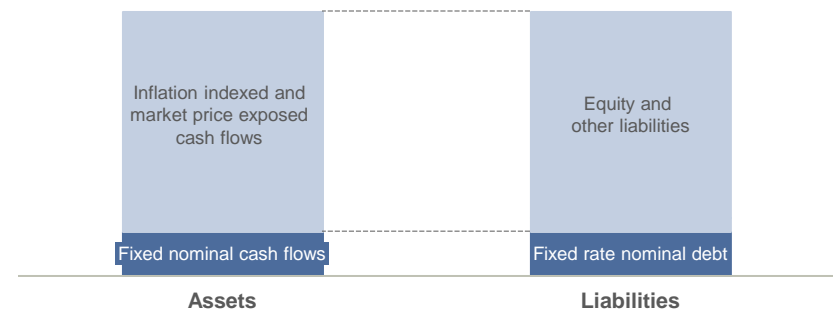 Inflation indexed and
market price exposed
cash flows
Equity and
other liabilities
Fixed nominal cash flows
Fixed rate nominal debt
Assets
Liabilities